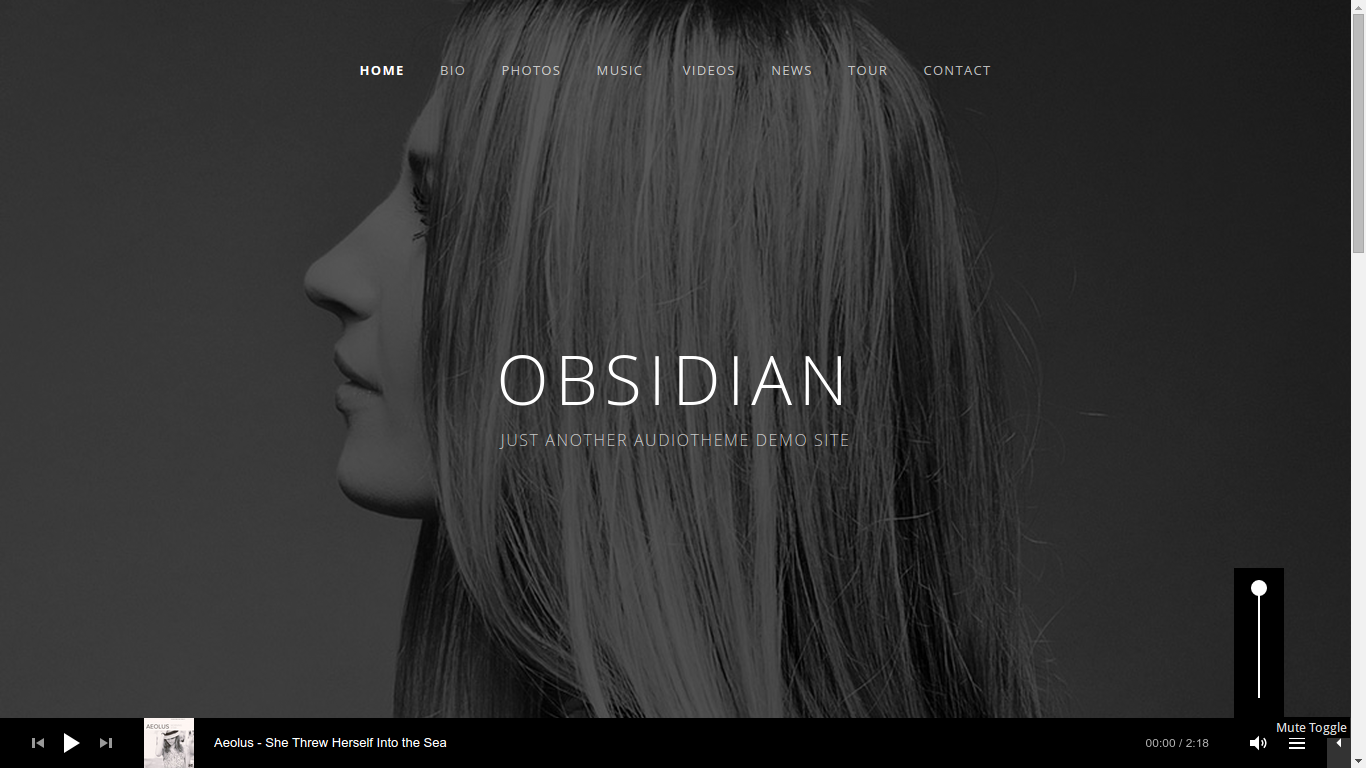 HOME BIO PHOTOS MUSIC VIDEOS NEWS TOUR CONTACT
OBSIDIAN
JUST ANOTHER AUDIOTHEME DEMO SITE
Mute Toggle
AEOLUS
Aeolus - She Threw Herself Into the Sea
00:00 / 2:18